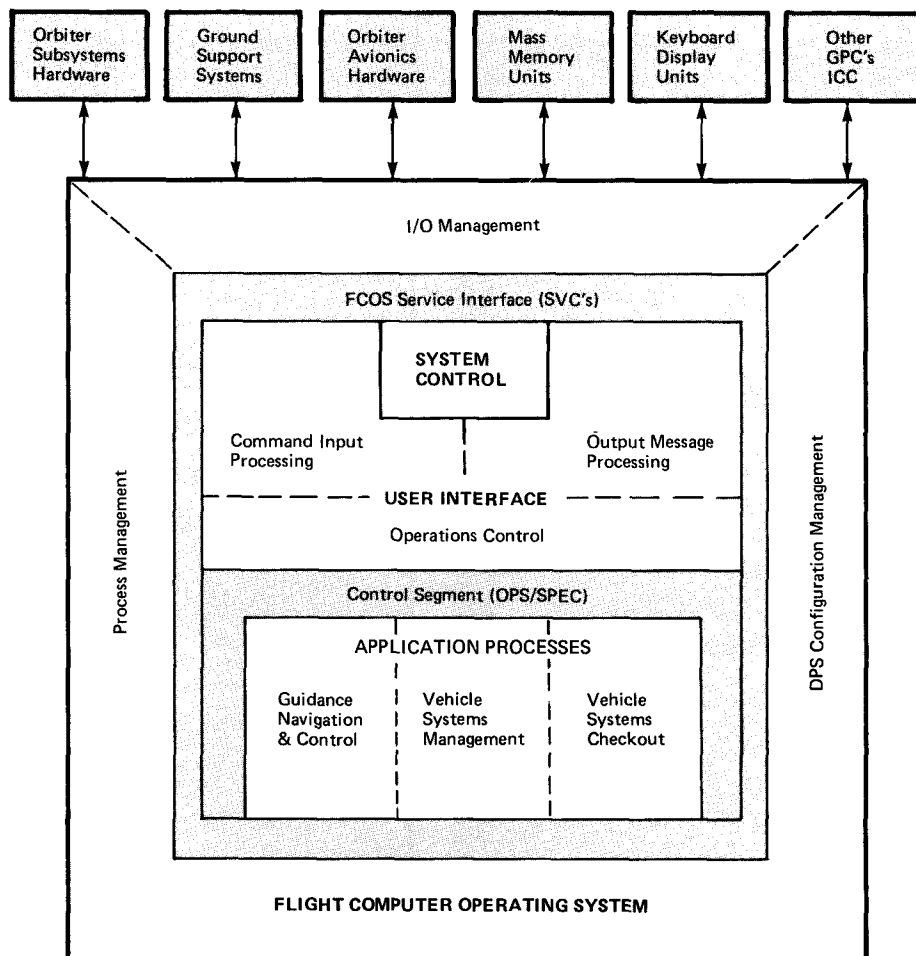 Orbiter
Subsystems
Hardware
Ground
Support
Systems
Orbiter
Avionics
Hardware
Mass
Memory
Units
Keyboard
Display
Units
Other
GPC's
ICC
I/O Management
FCOS Service Interface (SVC's)
SYSTEM
CONTROL
Command Input
Processing
Output Message
Processing
USER INTERFACE
Operations Control
Process Management
DPS Configuration Management
Control Segment (OPS/SPEC)
APPLICATION PROCESSES
Guidance
Navigation
& Control
Vehicle
Systems
Management
Vehicle
Systems
Checkout
FLIGHT COMPUTER OPERATING SYSTEM